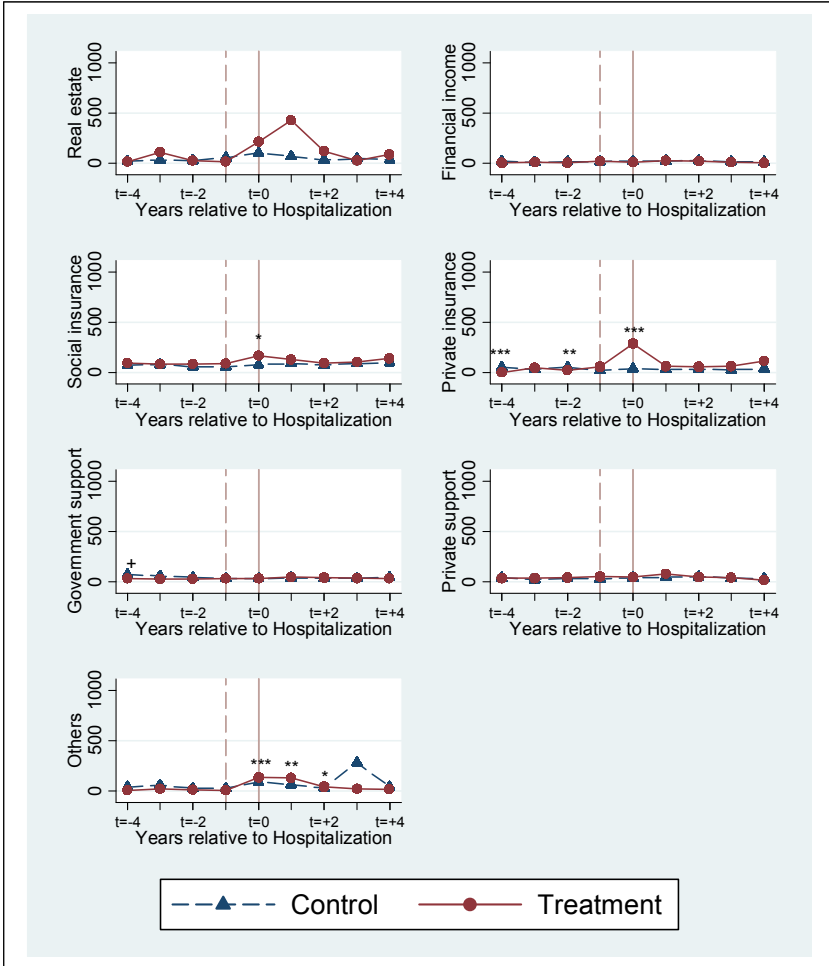 Real estate
1000
500
0
t=-4 t=-2 t=0 t=+2 t=+4
Years relative to Hospitalization
Financial income
1000
500
0
t=-4 t=-2 t=0 t=+2 t=+4
Years relative to Hospitalization
Social insurance
1000
500
0
*
t=-4 t=-2 t=0 t=+2 t=+4
Years relative to Hospitalization
Private insurance
1000
500
0
*** ** ***
t=-4 t=-2 t=0 t=+2 t=+4
Years relative to Hospitalization
Government support
1000
500
0
+
t=-4 t=-2 t=0 t=+2 t=+4
Years relative to Hospitalization
Private support
1000
500
0
t=-4 t=-2 t=0 t=+2 t=+4
Years relative to Hospitalization
Others
1000
500
0
*** ** *
t=-4 t=-2 t=0 t=+2 t=+4
Years relative to Hospitalization
Control Treatment